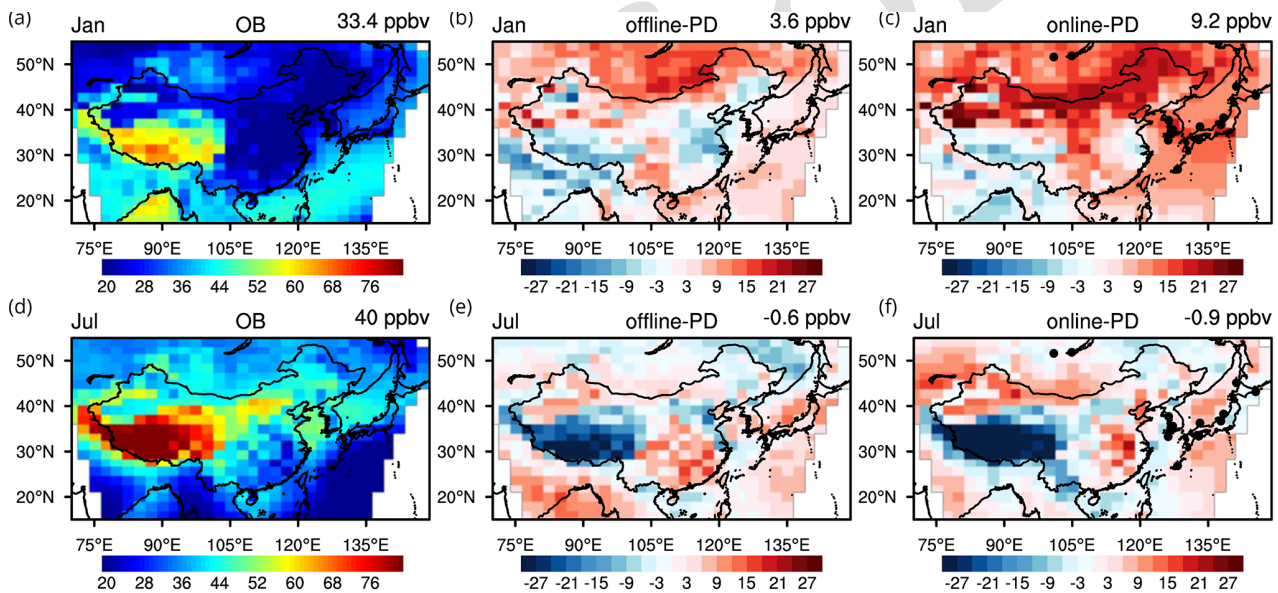 (a) Jan OB 33.4 ppbv
50°N
40°N
30°N
20°N
75°E 90°E 105°E 120°E 135°E
20 28 36 44 52 60 68 76
(b) Jan offline-PD 3.6 ppbv
50°N
40°N
30°N
20°N
75°E 90°E 105°E 120°E 135°E
-27 -21 -15 -9 -3 3 9 15 21 27
(c) Jan online-PD 9.2 ppbv
50°N
40°N
30°N
20°N
75°E 90°E 105°E 120°E 135°E
-27 -21 -15 -9 -3 3 9 15 21 27
(d) Jul OB 40 ppbv
50°N
40°N
30°N
20°N
75°E 90°E 105°E 120°E 135°E
20 28 36 44 52 60 68 76
(e) Jul offline-PD -0.6 ppbv
50°N
40°N
30°N
20°N
75°E 90°E 105°E 120°E 135°E
-27 -21 -15 -9 -3 3 9 15 21 27
(f) Jul online-PD -0.9 ppbv
50°N
40°N
30°N
20°N
75°E 90°E 105°E 120°E 135°E
-27 -21 -15 -9 -3 3 9 15 21 27